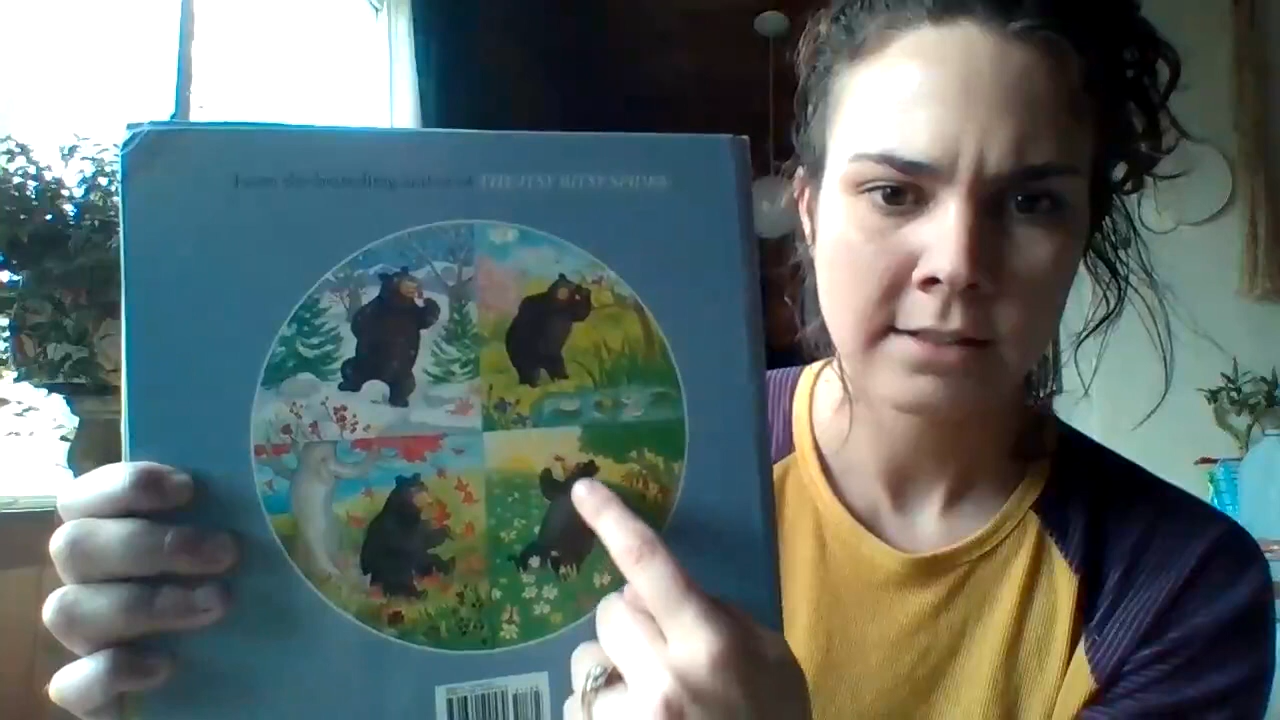 From the bestselling author of THE ITSY BITSY SPIDER